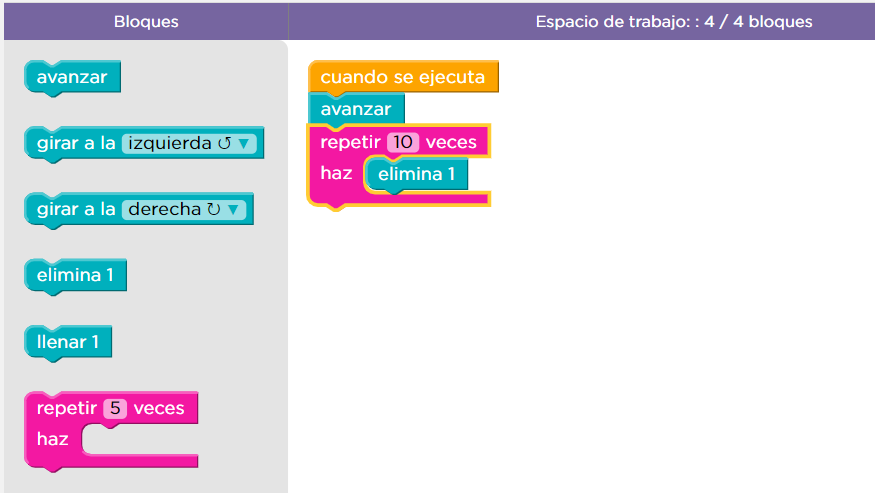 Bloques
Espacio de trabajo: : 4 / 4 bloques
avanzar
girar a la izquierda ↺ ▼
girar a la derecha ↻ ▼
elimina 1
llenar 1
repetir 5 veces
haz
cuando se ejecuta
avanzar
repetir 10 veces
haz elimina 1